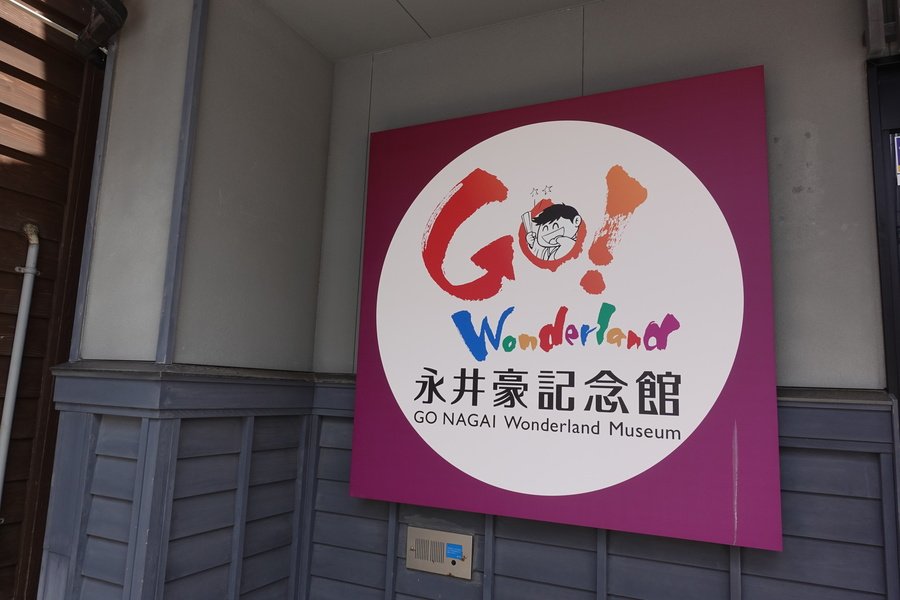 Go!
Wonderland
永井豪記念館
GO NAGAI Wonderland Museum